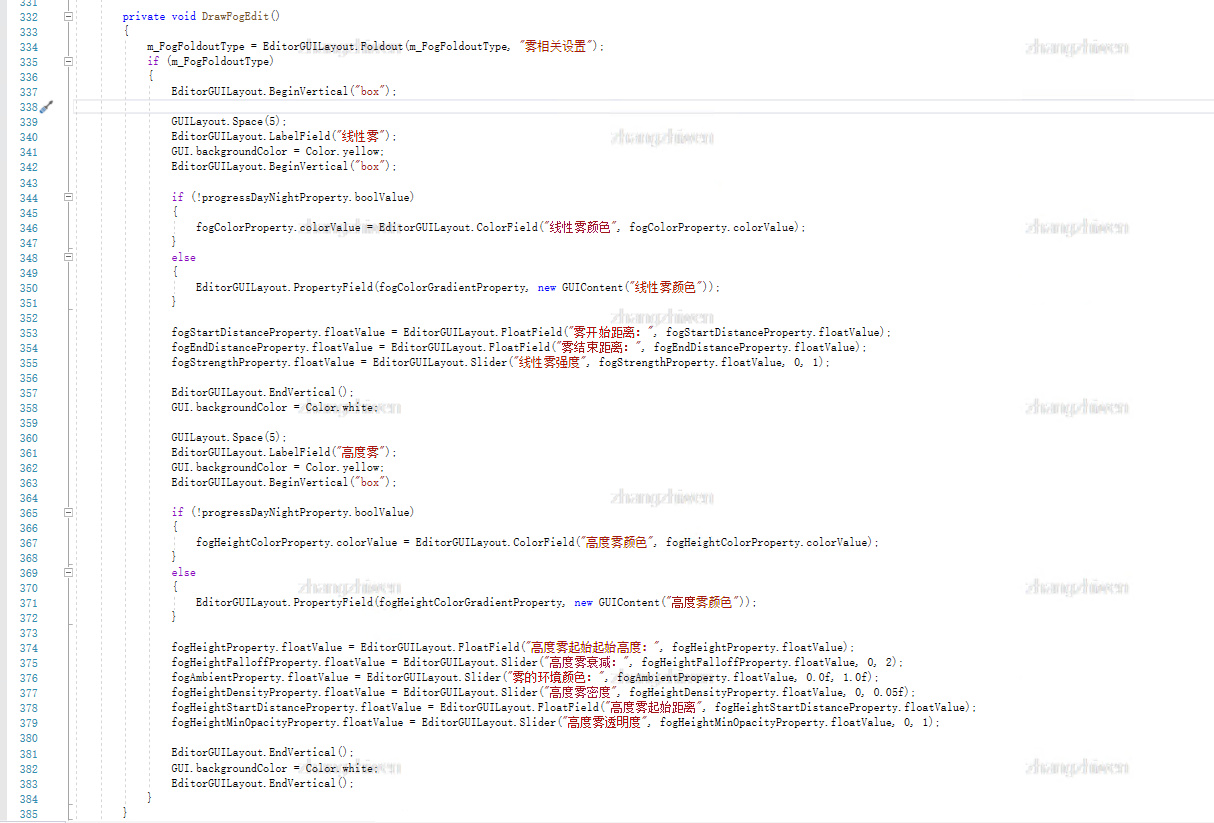 331
332 private void DrawFogEdit()
333 {
334 m_FogFoldoutType = EditorGUILayout.Foldout(m_FogFoldoutType, "雾相关设置");
335 if (m_FogFoldoutType)
336 {
337 EditorGUILayout.BeginVertical("box");
338
339 GUILayout.Space(5);
340 EditorGUILayout.LabelField("线性雾");
341 GUI.backgroundColor = Color.yellow;
342 EditorGUILayout.BeginVertical("box");
343
344 if (!progressDayNightProperty.boolValue)
345 {
346 fogColorProperty.colorValue = EditorGUILayout.ColorField("线性雾颜色", fogColorProperty.colorValue);
347 }
348 else
349 {
350 EditorGUILayout.PropertyField(fogColorGradientProperty, new GUIContent("线性雾颜色"));
351 }
352
353 fogStartDistanceProperty.floatValue = EditorGUILayout.FloatField("雾开始距离：", fogStartDistanceProperty.floatValue);
354 fogEndDistanceProperty.floatValue = EditorGUILayout.FloatField("雾结束距离：", fogEndDistanceProperty.floatValue);
355 fogStrengthProperty.floatValue = EditorGUILayout.Slider("线性雾强度", fogStrengthProperty.floatValue, 0, 1);
356
357 EditorGUILayout.EndVertical();
358 GUI.backgroundColor = Color.white;
359
360 GUILayout.Space(5);
361 EditorGUILayout.LabelField("高度雾");
362 GUI.backgroundColor = Color.yellow;
363 EditorGUILayout.BeginVertical("box");
364
365 if (!progressDayNightProperty.boolValue)
366 {
367 fogHeightColorProperty.colorValue = EditorGUILayout.ColorField("高度雾颜色", fogHeightColorProperty.colorValue);
368 }
369 else
370 {
371 EditorGUILayout.PropertyField(fogHeightColorGradientProperty, new GUIContent("高度雾颜色"));
372 }
373
374 fogHeightProperty.floatValue = EditorGUILayout.FloatField("高度雾起始起始高度：", fogHeightProperty.floatValue);
375 fogHeightFalloffProperty.floatValue = EditorGUILayout.Slider("高度雾衰减：", fogHeightFalloffProperty.floatValue, 0, 2);
376 fogAmbientProperty.floatValue = EditorGUILayout.Slider("雾的环境颜色：", fogAmbientProperty.floatValue, 0.0f, 1.0f);
377 fogHeightDensityProperty.floatValue = EditorGUILayout.Slider("高度雾密度", fogHeightDensityProperty.floatValue, 0, 0.05f);
378 fogHeightStartDistanceProperty.floatValue = EditorGUILayout.FloatField("高度雾起始距离", fogHeightStartDistanceProperty.floatValue);
379 fogHeightMinOpacityProperty.floatValue = EditorGUILayout.Slider("高度雾透明度", fogHeightMinOpacityProperty.floatValue, 0, 1);
380
381 EditorGUILayout.EndVertical();
382 GUI.backgroundColor = Color.white;
383 EditorGUILayout.EndVertical();
384 }
385 }